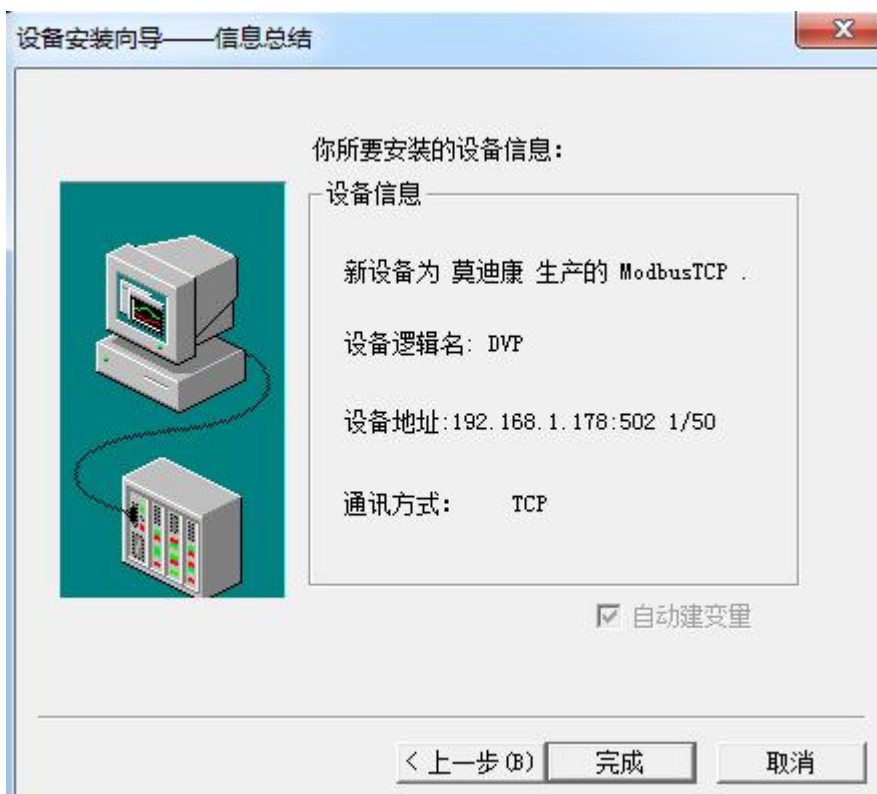 设备安装向导——信息总结
你所要安装的设备信息：
设备信息
新设备为 莫迪康 生产的 ModbusTCP .
设备逻辑名: DVP
设备地址:192.168.1.178:502 1/50
通讯方式： TCP
自动建变量
<上一步(B) 完成 取消